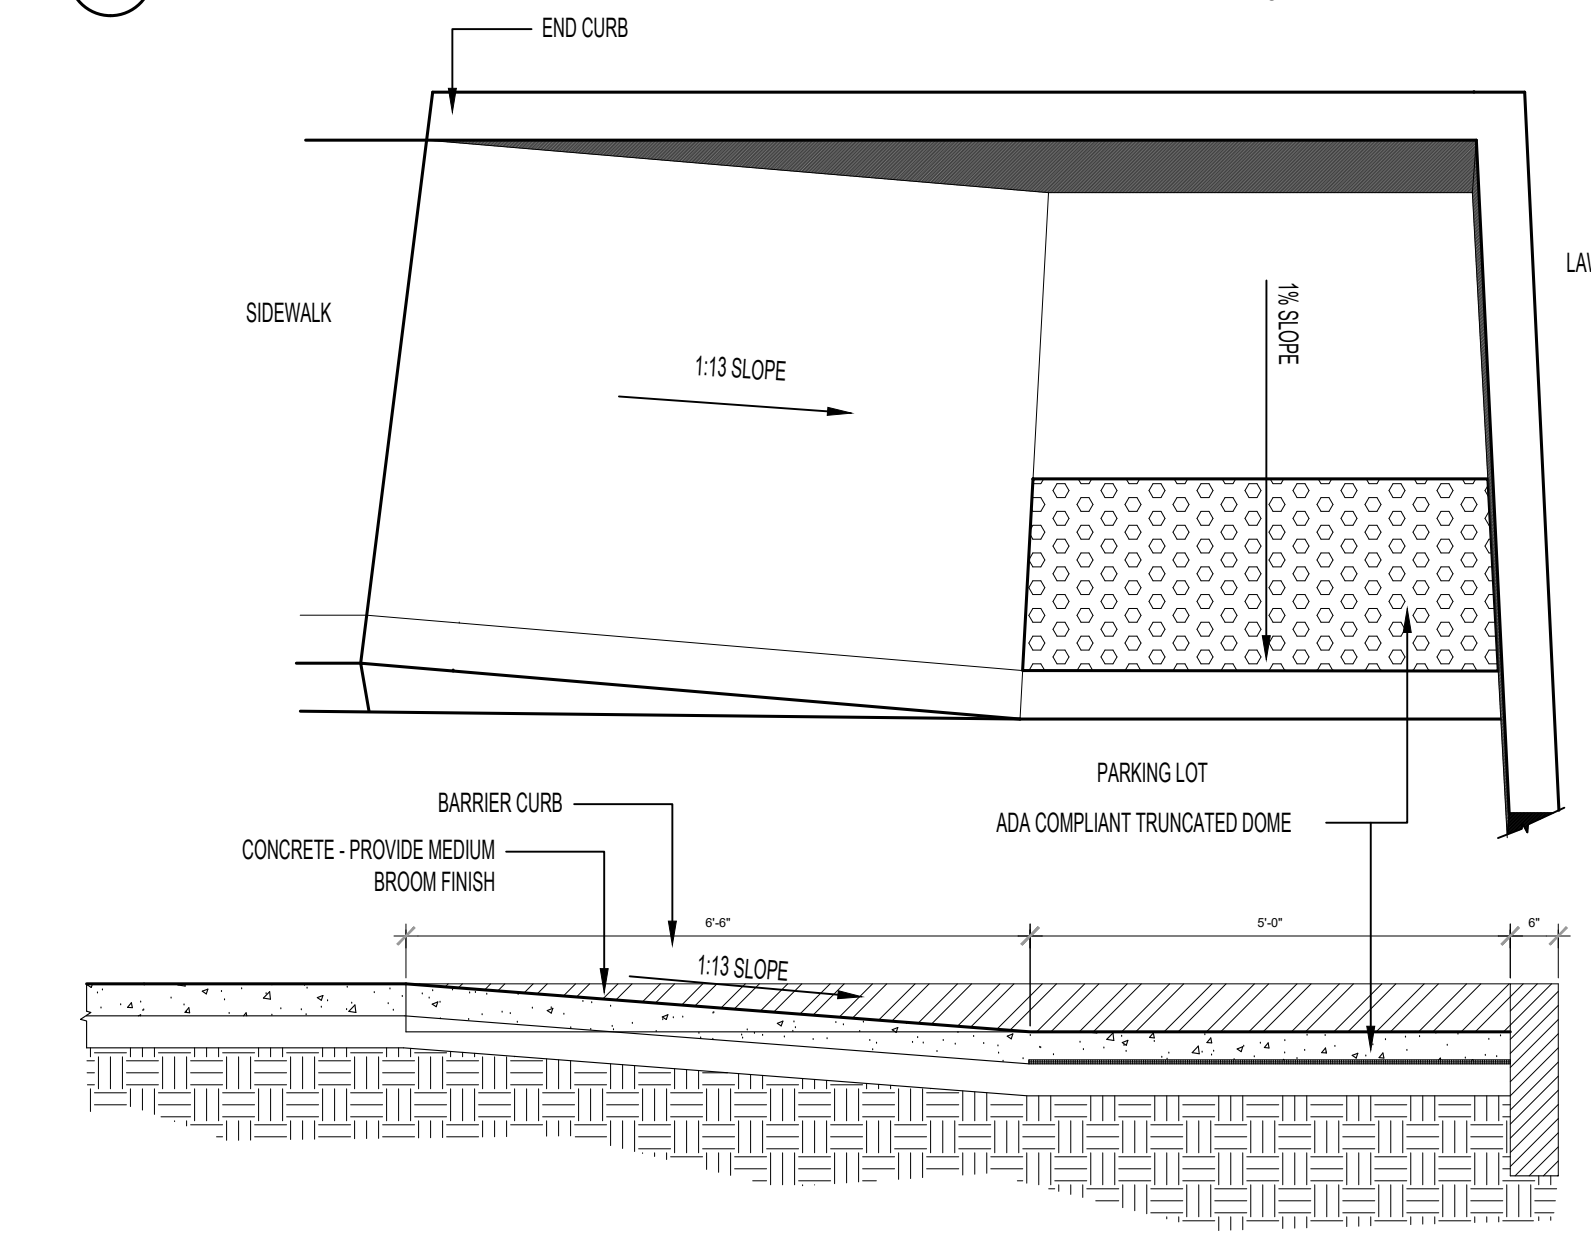 END CURB
SIDEWALK
1:13 SLOPE
1% SLOPE
PARKING LOT
BARRIER CURB
ADA COMPLIANT TRUNCATED DOME
CONCRETE - PROVIDE MEDIUM
BROOM FINISH
6'-6"
5'-0"
6"
1:13 SLOPE